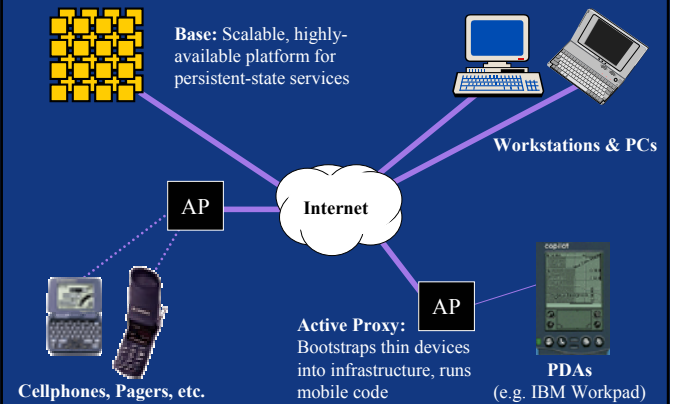 Base: Scalable, highly-
available platform for
persistent-state services
Workstations & PCs
AP
Internet
copilot
AP
Active Proxy:
Bootstraps thin devices
into infrastructure, runs
mobile code
PDAs
(e.g. IBM Workpad)
Cellphones, Pagers, etc.